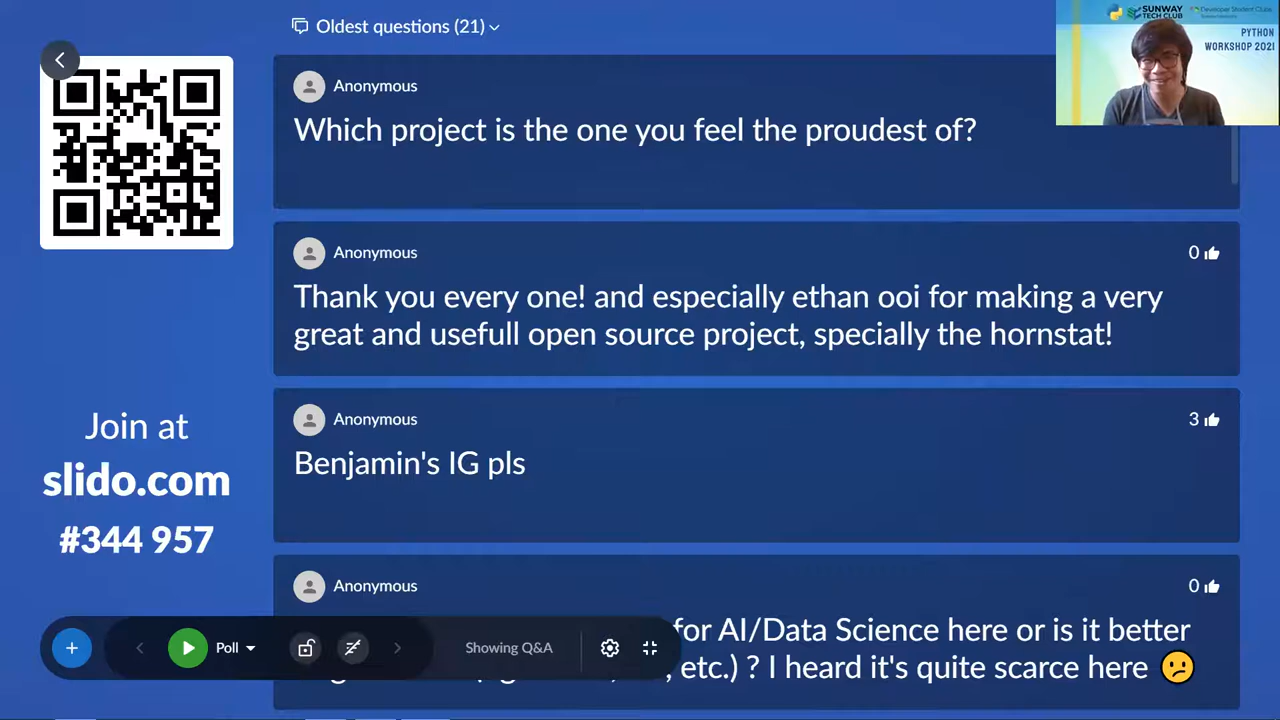 Oldest questions (21)
SUNWAY
TECH CLUB
Developer Student Clubs
PYTHON
WORKSHOP 2021
Anonymous
Which project is the one you feel the proudest of?
Anonymous
0
Thank you every one! and especially ethan ooi for making a very
great and usefull open source project, specially the hornstat!
Anonymous
3
Benjamin's IG pls
Anonymous
0
for AI/Data Science here or is it better
, etc.) ? I heard it's quite scarce here
Join at
slido.com
#344 957
Poll
Showing Q&A